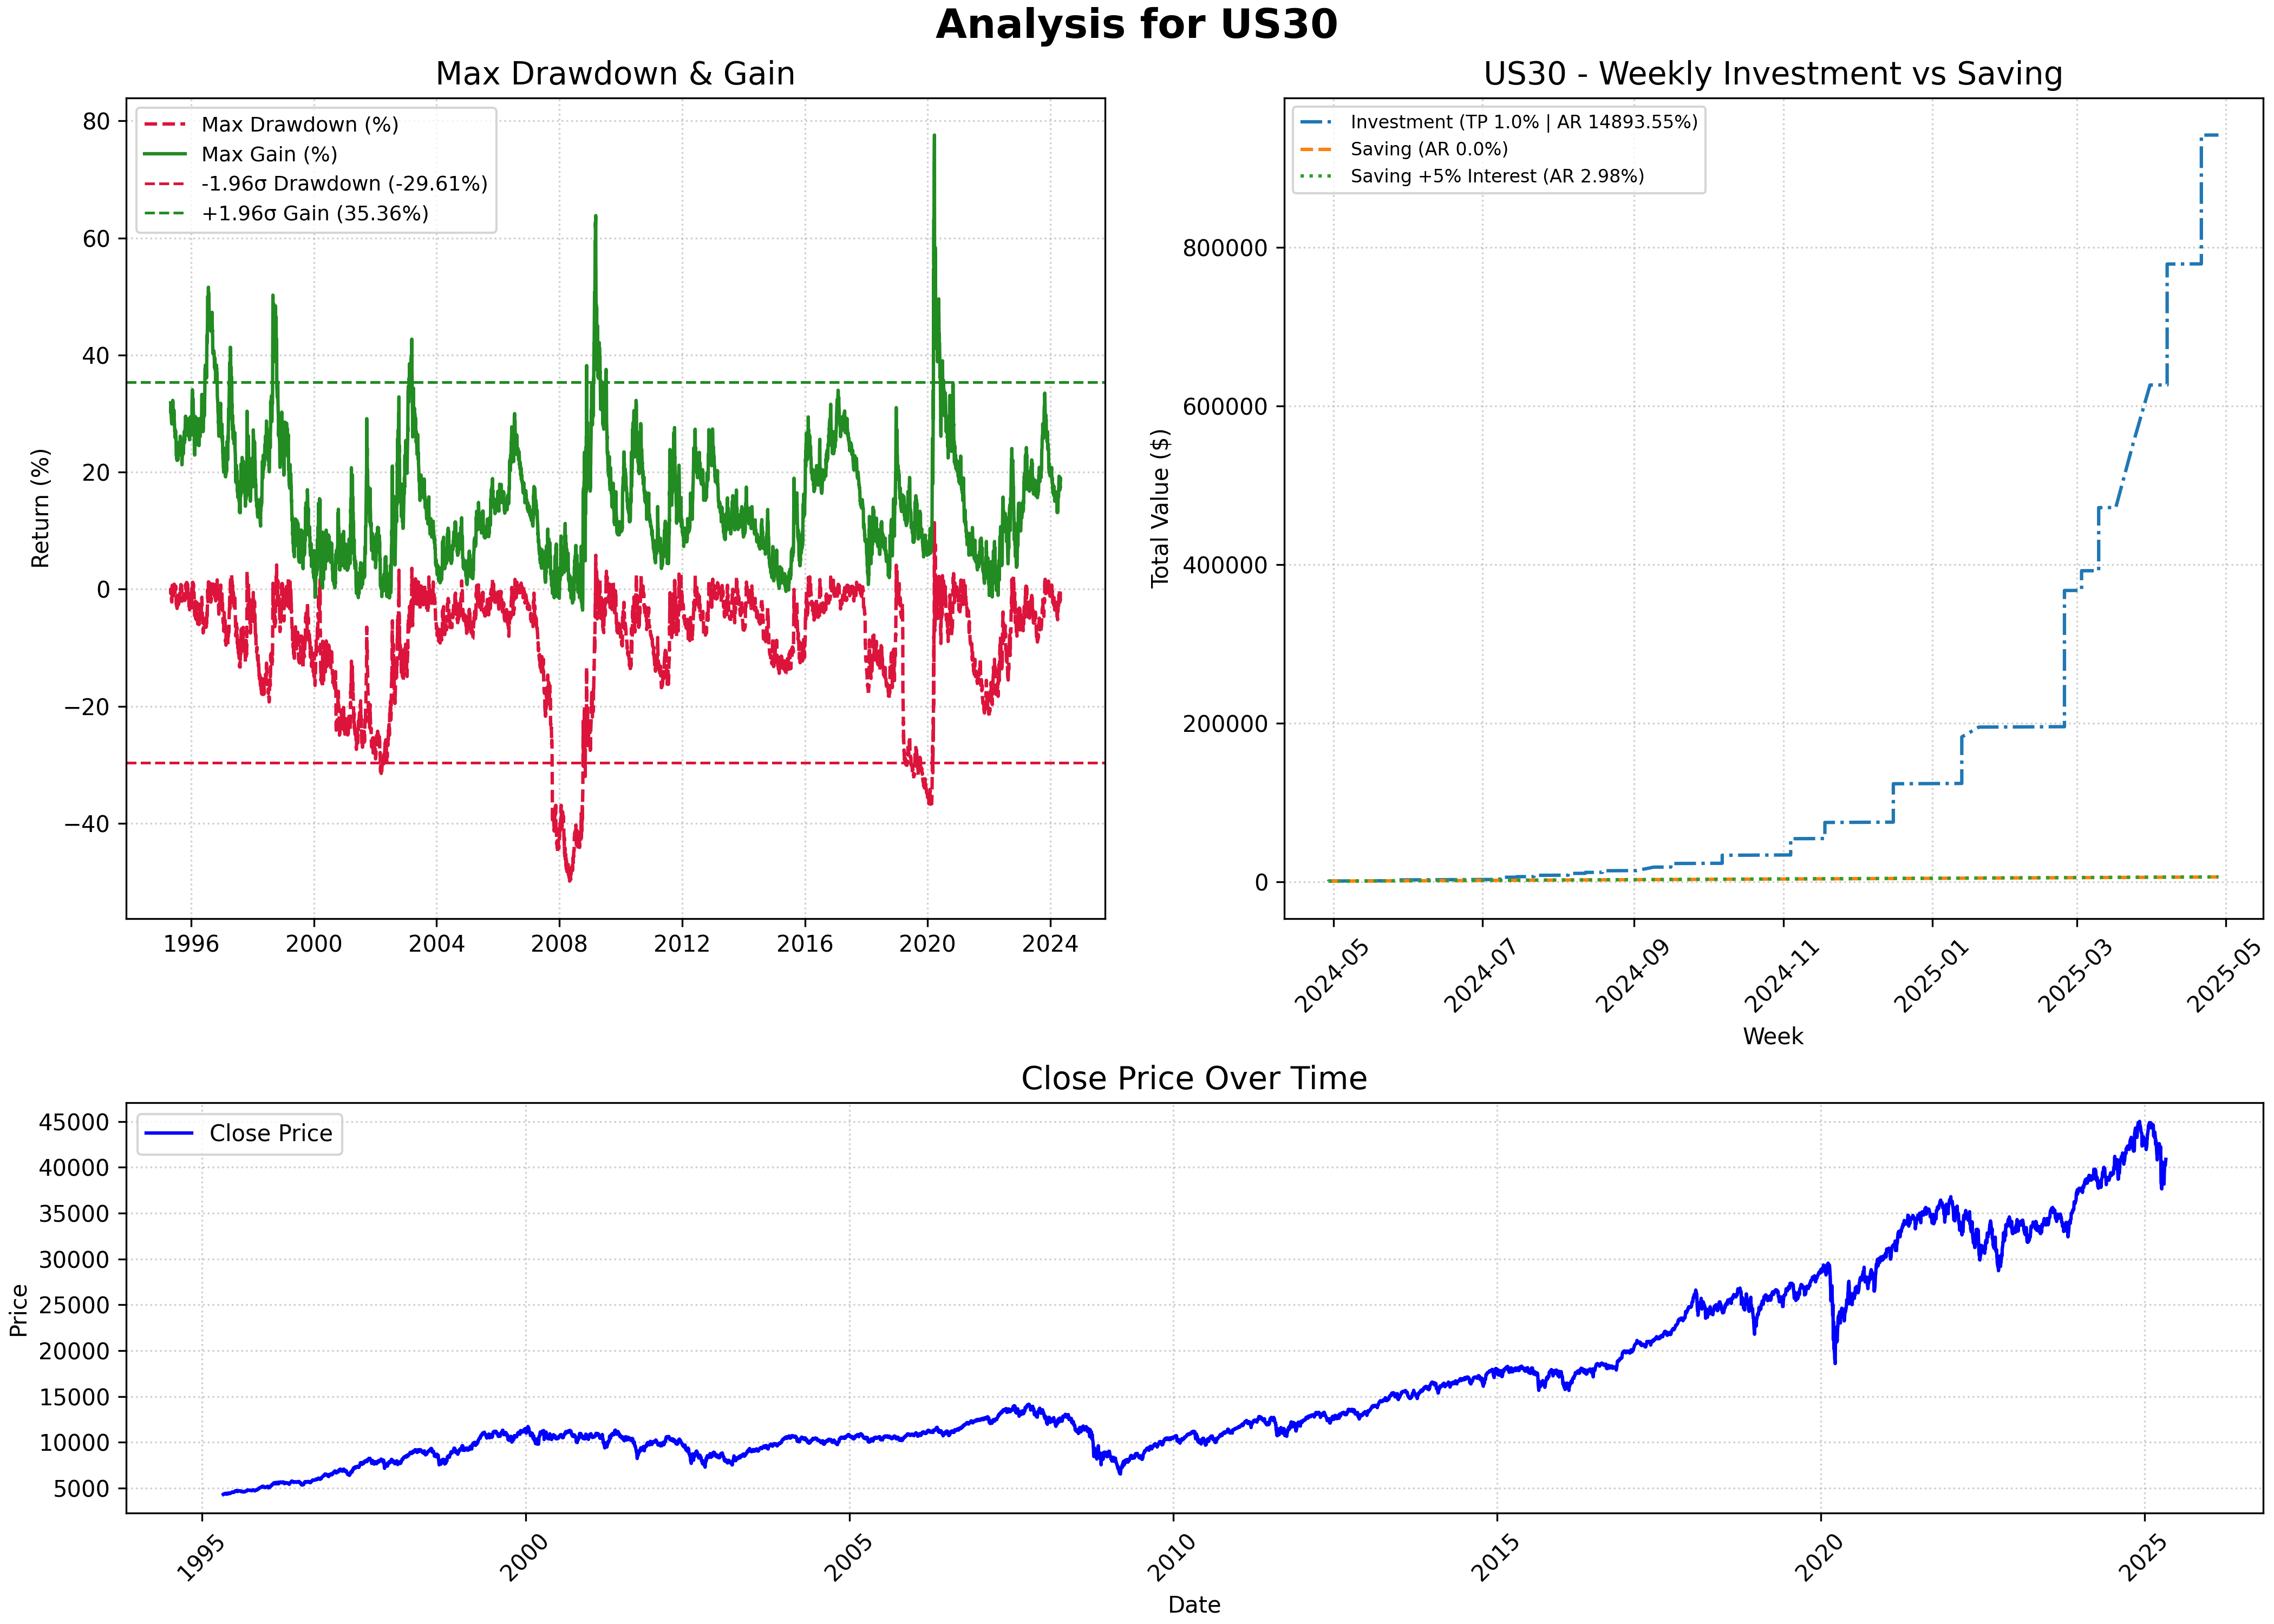 Analysis for US30
Max Drawdown & Gain
Max Drawdown (%)
Max Gain (%)
-1.96σ Drawdown (-29.61%)
+1.96σ Gain (35.36%)
Return (%)
80
60
40
20
0
−20
−40
1996
2000
2004
2008
2012
2016
2020
2024
US30 - Weekly Investment vs Saving
Investment (TP 1.0% | AR 14893.55%)
Saving (AR 0.0%)
Saving +5% Interest (AR 2.98%)
Total Value ($)
800000
600000
400000
200000
0
2024-05
2024-07
2024-09
2024-11
2025-01
2025-03
2025-05
Week
Close Price Over Time
Close Price
Price
45000
40000
35000
30000
25000
20000
15000
10000
5000
1995
2000
2005
2010
2015
2020
2025
Date